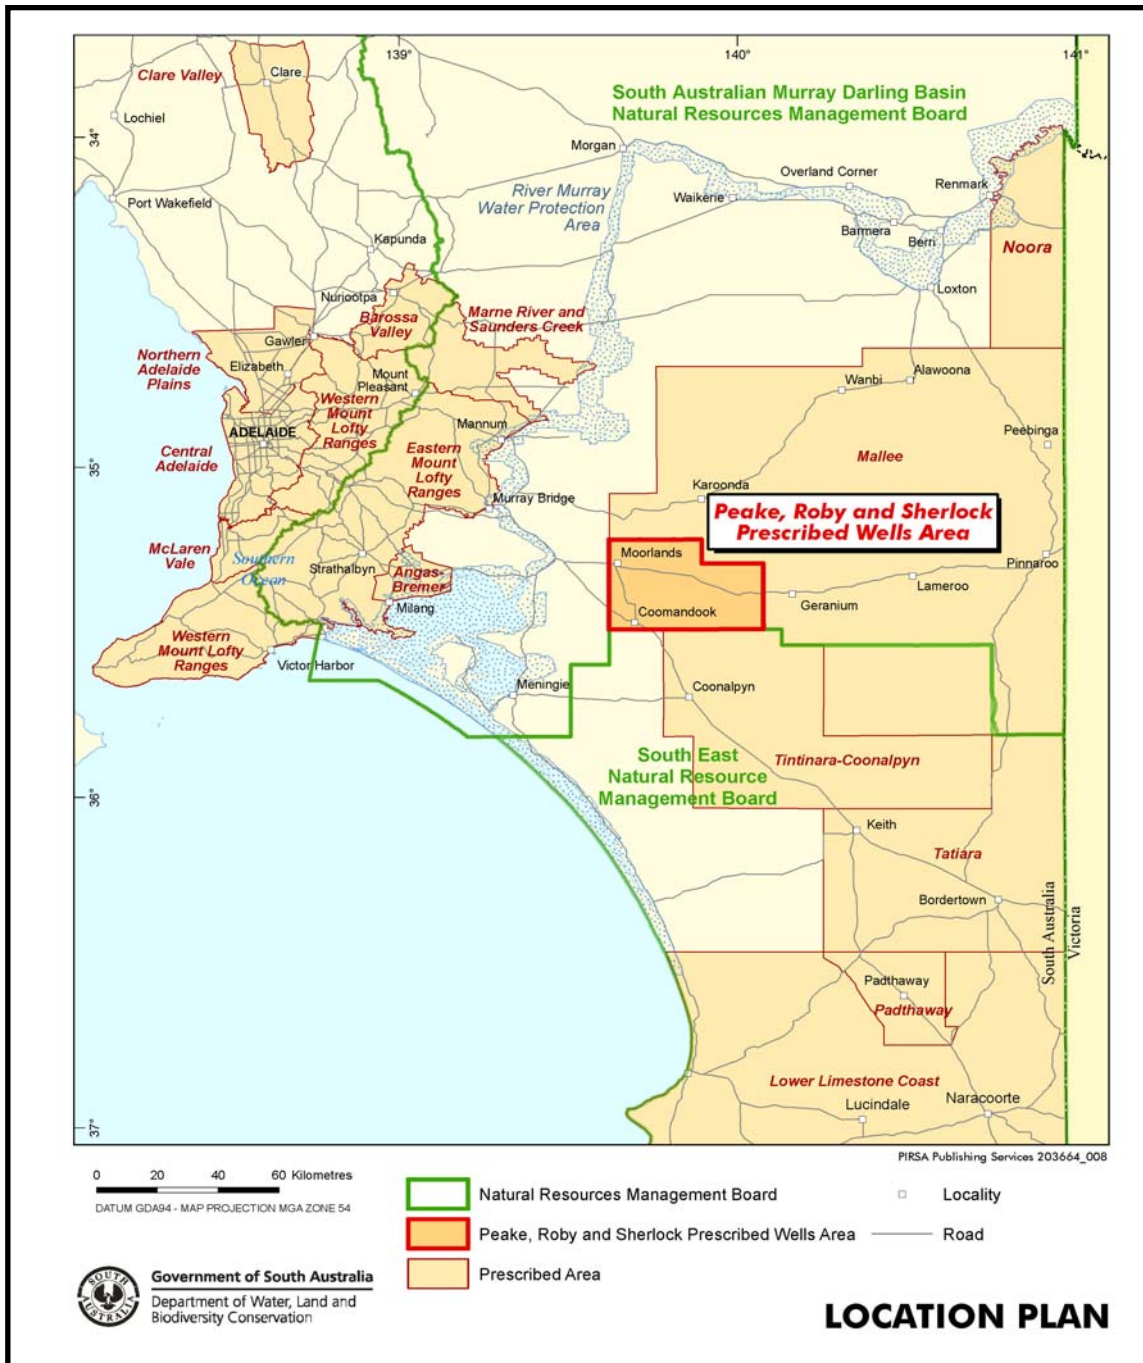 139°
140°
141°
Clare Valley
Clare
South Australian Murray Darling Basin
Natural Resources Management Board
Lochiel
34°
Morgan
Overland Corner
Renmark
River Murray
Water Protection
Area
Waikerie
Port Wakefield
Barmera
Berri
Kapunda
Noora
Loxton
Nuriootpa
Barossa
Valley
Marne River and
Saunders Creek
Gawler
Northern
Adelaide
Plains
Elizabeth
Mount
Pleasant
Alawoona
Wanbi
Western
Mount
Lofty
Ranges
Mannum
ADELAIDE
Peebinga
Central
Adelaide
Eastern
Mount
Lofty
Ranges
Mallee
35°
Karoonda
Murray Bridge
Peake, Roby and Sherlock
Prescribed Wells Area
McLaren
Vale
Southern
Ocean
Moorlands
Pinnaroo
Strathalbyn
Angas-
Bremer
Lameroo
Geranium
Milang
Coomandook
Western
Mount Lofty
Ranges
Victor Harbor
Meningie
Coonalpyn
South East
Natural Resource
Management Board
Tintinara-Coonalpyn
36°
Keith
Tatiara
Bordertown
South Australia
Victoria
Padthaway
Padthaway
Lower Limestone Coast
Lucindale
Naracoorte
37°
PIRSA Publishing Services 203664_008
0 20 40 60 Kilometres
DATUM GDA94 - MAP PROJECTION MGA ZONE 54
Natural Resources Management Board
Locality
Peake, Roby and Sherlock Prescribed Wells Area
Road
Prescribed Area
SOUTH AUSTRALIA
Government of South Australia
Department of Water, Land and
Biodiversity Conservation
LOCATION PLAN